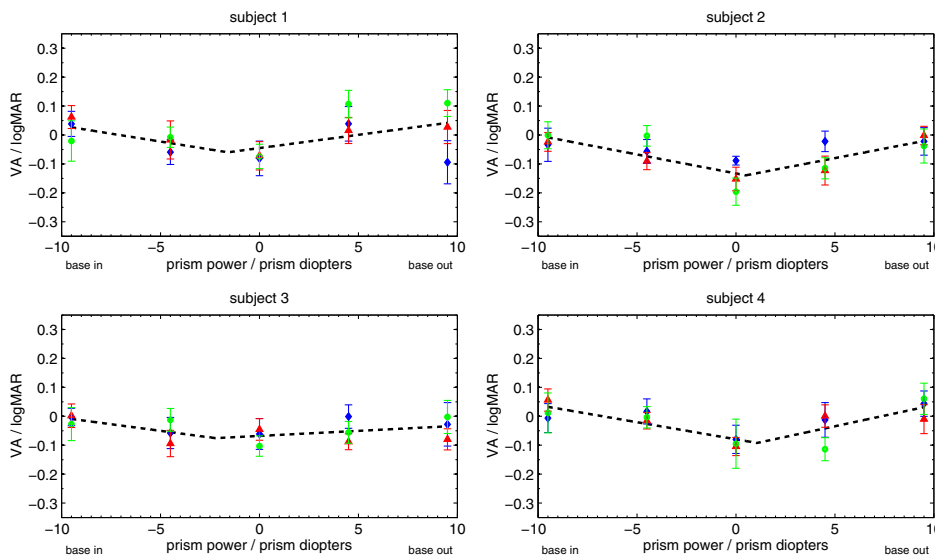 subject 1
VA / logMAR
0.3
0.2
0.1
0
−0.1
−0.2
−0.3
−10 −5 0 5 10
base in prism power / prism diopters base out
subject 2
VA / logMAR
0.3
0.2
0.1
0
−0.1
−0.2
−0.3
−10 −5 0 5 10
base in prism power / prism diopters base out
subject 3
VA / logMAR
0.3
0.2
0.1
0
−0.1
−0.2
−0.3
−10 −5 0 5 10
prism power / prism diopters
base in base out
subject 4
VA / logMAR
0.3
0.2
0.1
0
−0.1
−0.2
−0.3
−10 −5 0 5 10
prism power / prism diopters
base in base out